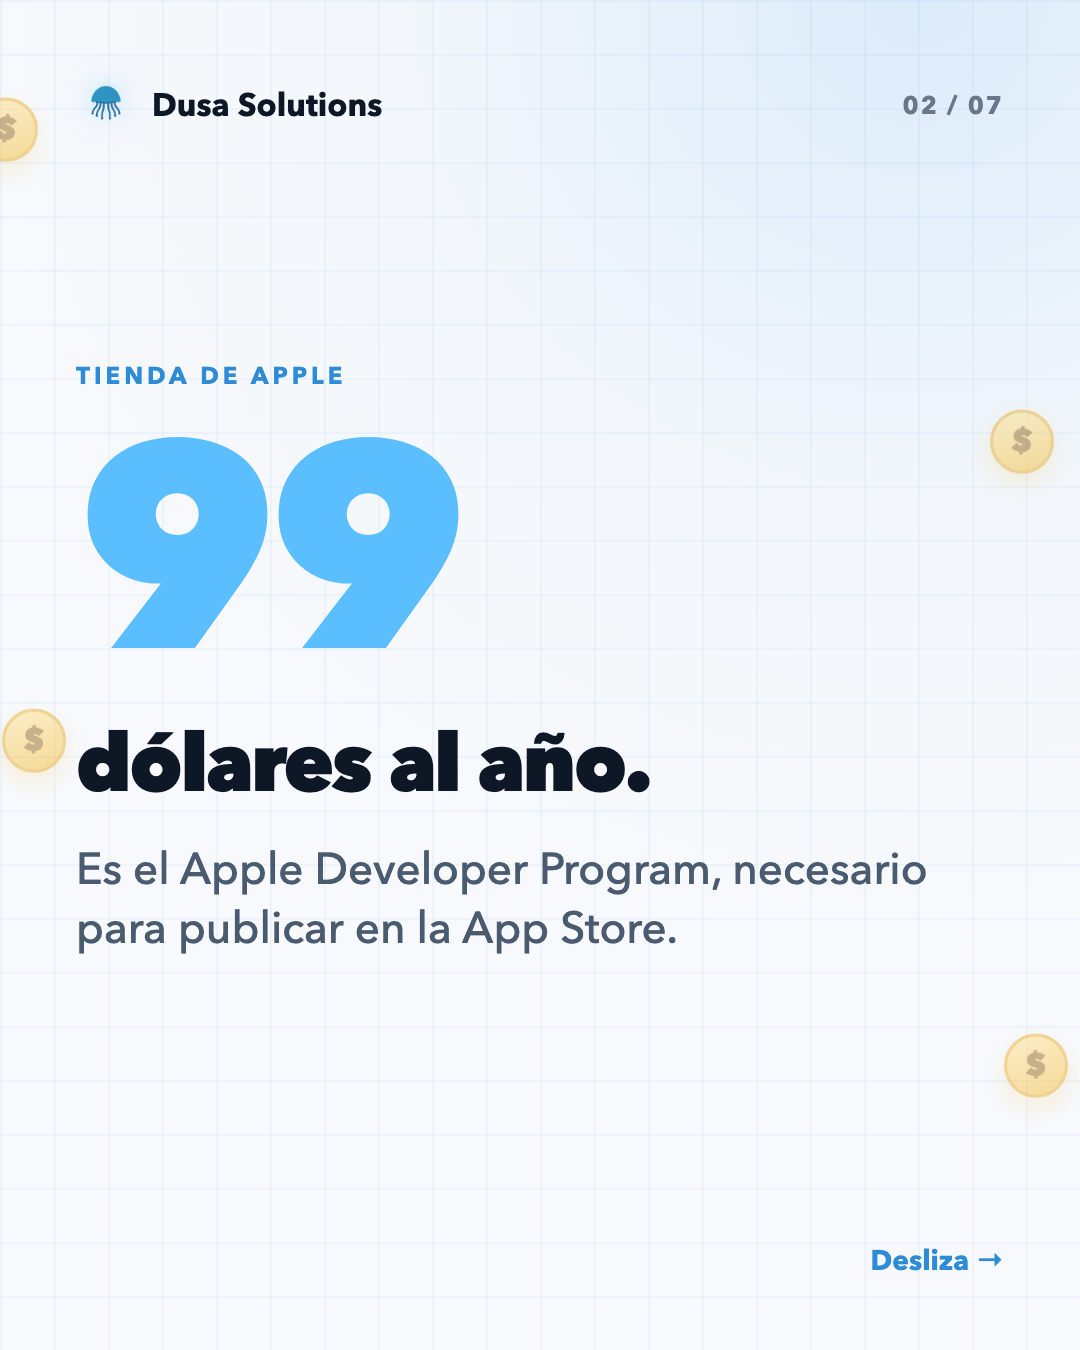 Dusa Solutions
02 / 07
$
TIENDA DE APPLE
99
$
dólares al año.
$
Es el Apple Developer Program, necesario
para publicar en la App Store.
$
Desliza →